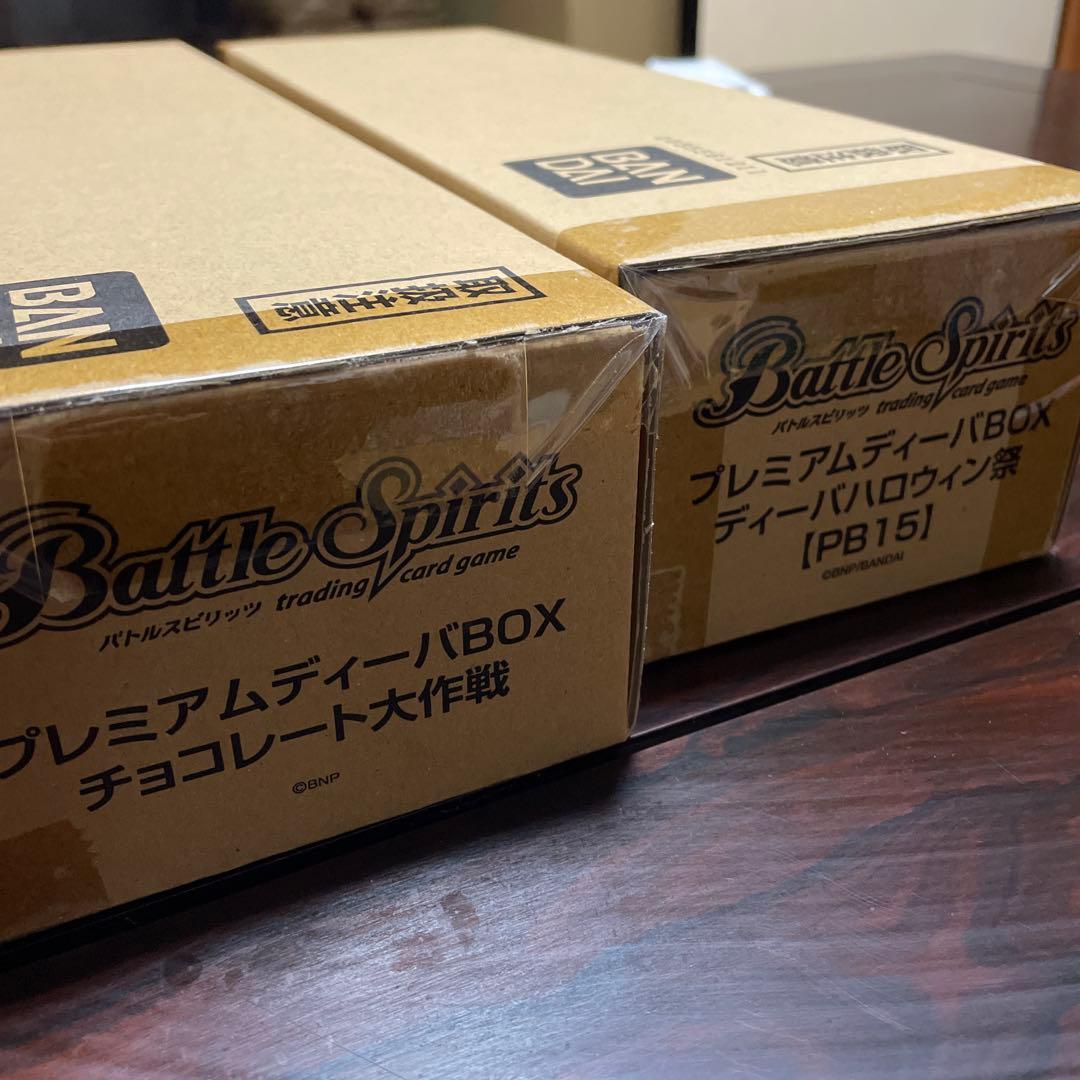 BAN
取扱注意
Battle Spirits
バトルスピリッツ trading card game
プレミアムディーバBOX
チョコレート大作戦
©BNP
BAN
DAI
Battle Spirits
バトルスピリッツ trading card game
プレミアムディーバBOX
ディーバハロウィン祭
【PB15】
©BNP/BANDAI